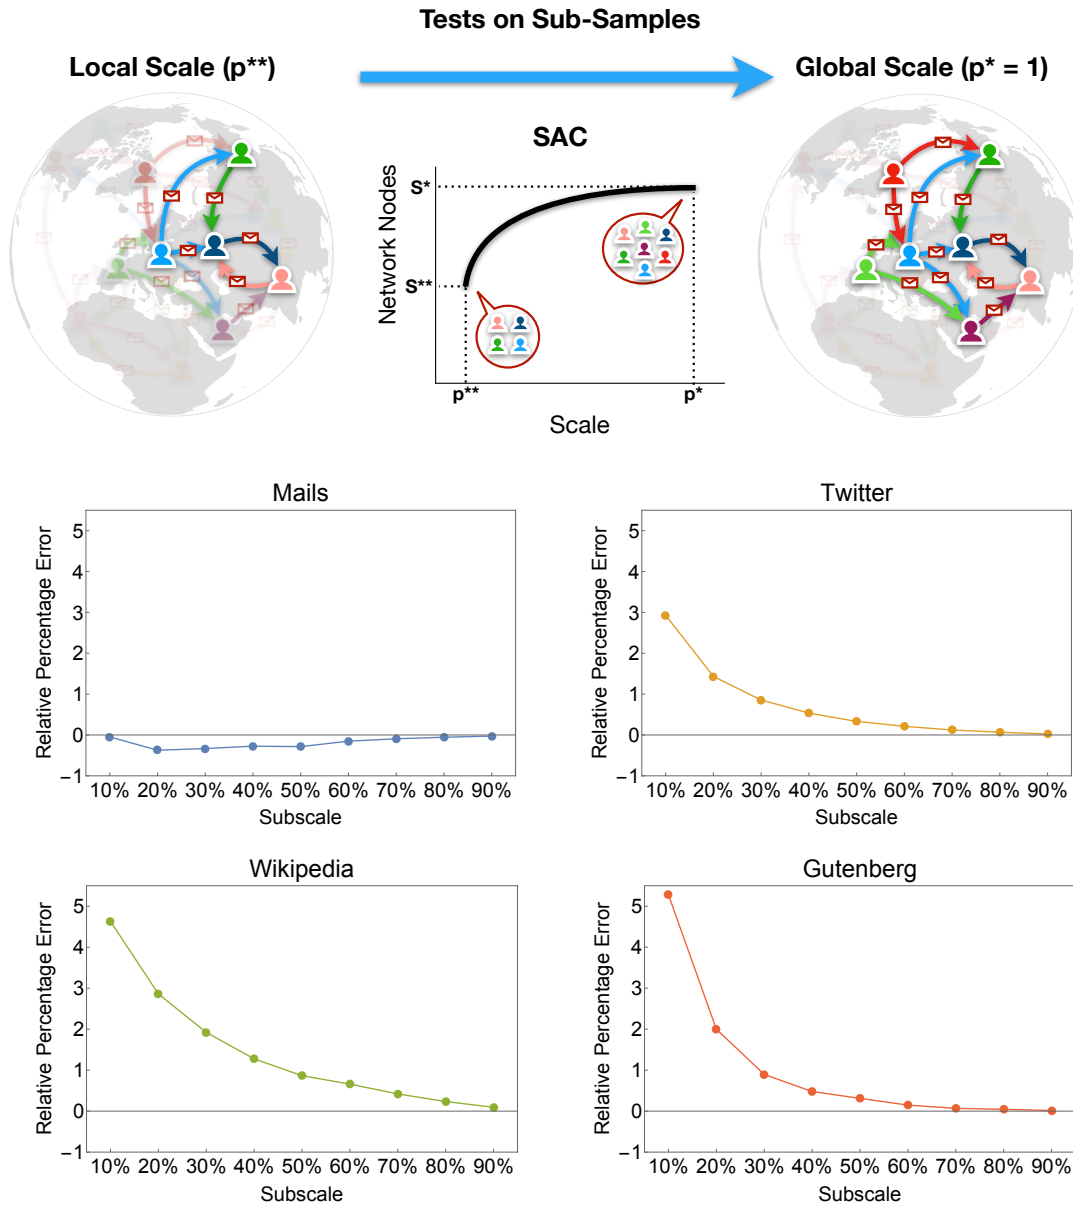 Tests on Sub-Samples
Local Scale (p**)
Global Scale (p* = 1)
SAC
Network Nodes
S*
S**
p**
p*
Scale
Mails
Relative Percentage Error
5
4
3
2
1
0
−1
10% 20% 30% 40% 50% 60% 70% 80% 90%
Subscale
Twitter
Relative Percentage Error
5
4
3
2
1
0
−1
10% 20% 30% 40% 50% 60% 70% 80% 90%
Subscale
Wikipedia
Relative Percentage Error
5
4
3
2
1
0
−1
10% 20% 30% 40% 50% 60% 70% 80% 90%
Subscale
Gutenberg
Relative Percentage Error
5
4
3
2
1
0
−1
10% 20% 30% 40% 50% 60% 70% 80% 90%
Subscale